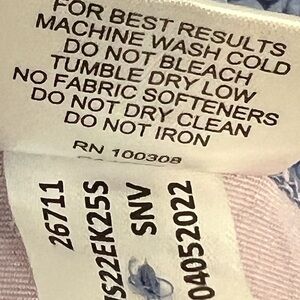 FOR BEST RESULTS
MACHINE WASH COLD
DO NOT BLEACH
TUMBLE DRY LOW
NO FABRIC SOFTENERS
DO NOT DRY CLEAN
DO NOT IRON
RN 100308
26711
S22EK25S
SNV
04052022